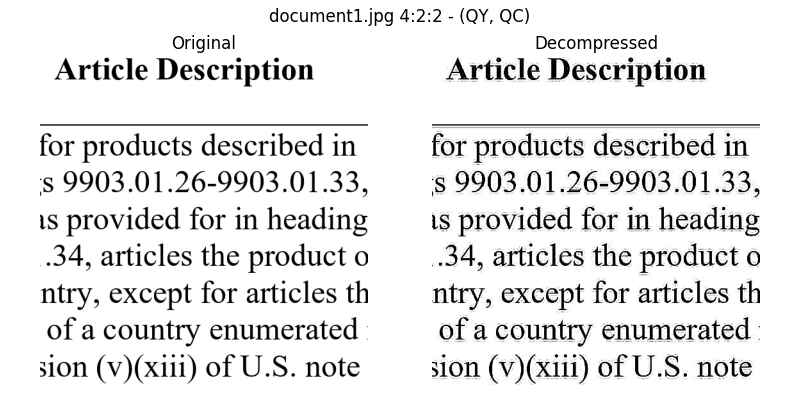 document1.jpg 4:2:2 - (QY, QC)
Original
Article Description
for products described in
s 9903.01.26-9903.01.33,
as provided for in heading
.34, articles the product o
ntry, except for articles th
of a country enumerated
sion (v)(xiii) of U.S. note
Decompressed
Article Description
for products described in
s 9903.01.26-9903.01.33,
as provided for in heading
.34, articles the product o
ntry, except for articles th
of a country enumerated
sion (v)(xiii) of U.S. note